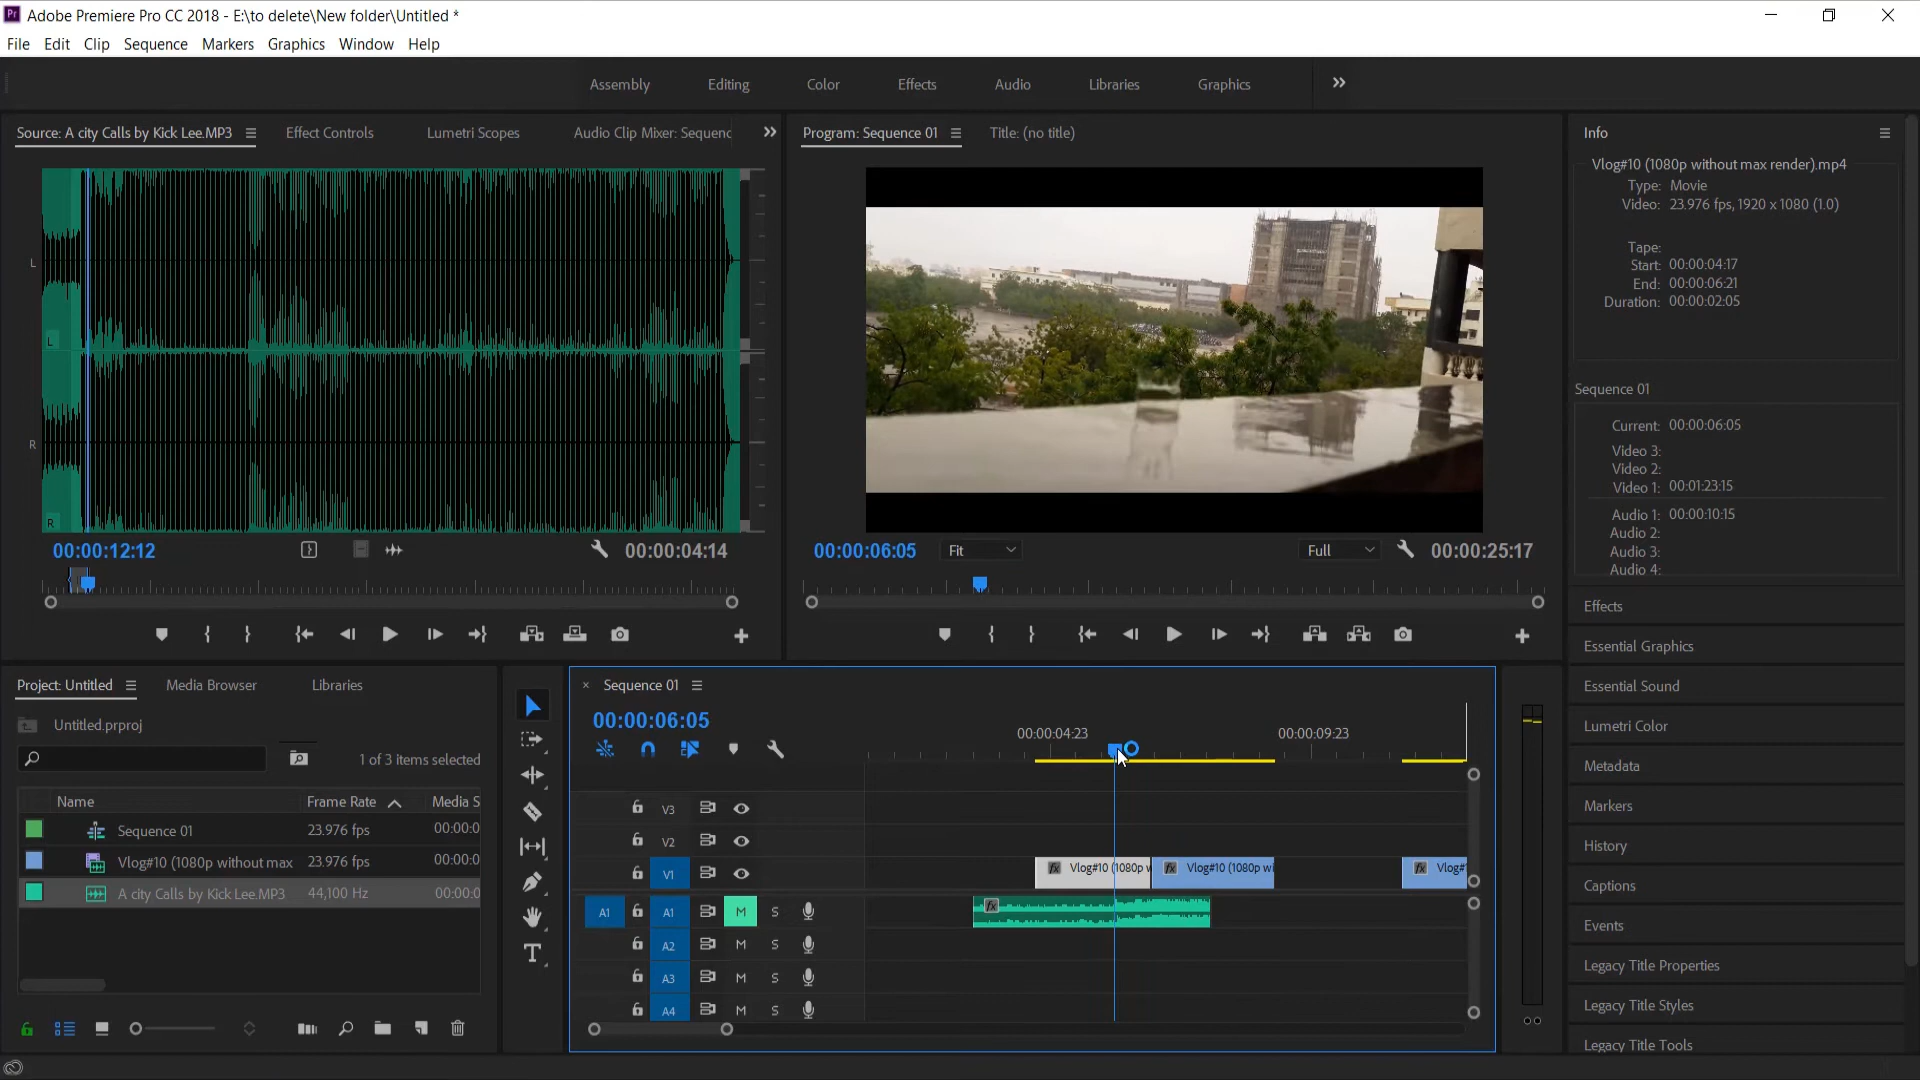 Pr Adobe Premiere Pro CC 2018 - E:\to delete\New folder\Untitled *
File Edit Clip Sequence Markers Graphics Window Help
Assembly Editing Color Effects Audio Libraries Graphics
Source: A city Calls by Kick Lee.MP3 Effect Controls Lumetri Scopes Audio Clip Mixer: Sequenc
L
L
R
R
00:00:12:12 00:00:04:14
Program: Sequence 01 Title: (no title)
00:00:06:05 Fit Full 00:00:25:17
Info
Vlog#10 (1080p without max render).mp4
Type: Movie
Video: 23.976 fps, 1920 x 1080 (1.0)
Tape:
Start: 00:00:04:17
End: 00:00:06:21
Duration: 00:00:02:05
Sequence 01
Current: 00:00:06:05
Video 3:
Video 2:
Video 1: 00:01:23:15
Audio 1: 00:00:10:15
Audio 2:
Audio 3:
Audio 4:
Effects
Essential Graphics
Essential Sound
Lumetri Color
Metadata
Markers
History
Captions
Events
Legacy Title Properties
Legacy Title Styles
Legacy Title Tools
Project: Untitled Media Browser Libraries
Untitled.prproj
1 of 3 items selected
Name Frame Rate Media S
Sequence 01 23.976 fps 00:00:0
Vlog#10 (1080p without max 23.976 fps 00:00:0
A city Calls by Kick Lee.MP3 44,100 Hz 00:00:0
T
Sequence 01
00:00:06:05
00:00:04:23 00:00:09:23
V3
V2
V1 fx Vlog#10 (1080p w fx Vlog#10 (1080p wi fx Vlog#
A1 A1 M S fx
A2 M S
A3 M S
A4 M S